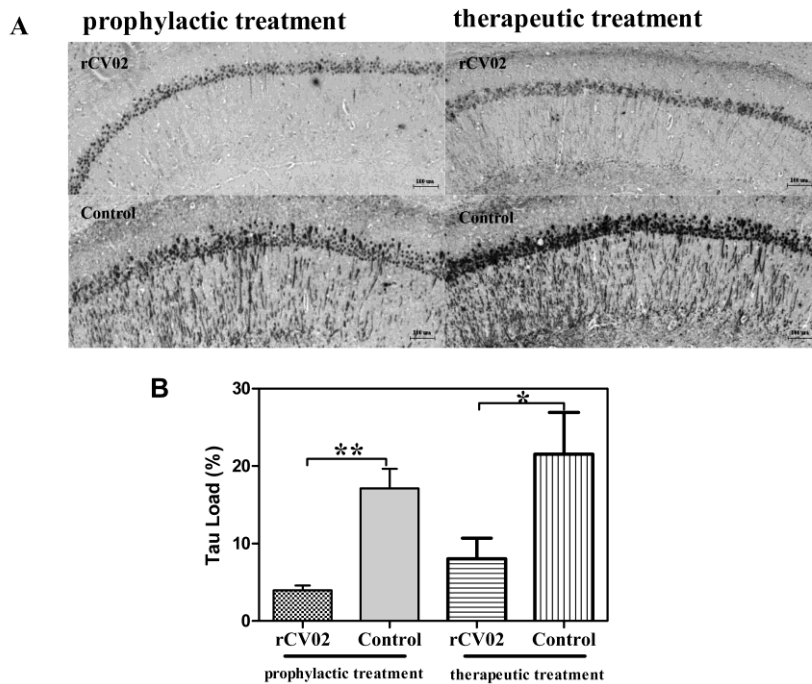 A
prophylactic treatment
therapeutic treatment
rCV02
rCV02
Control
Control
B
30
20
10
0
Tau Load (%)
**
*
rCV02
Control
rCV02
Control
prophylactic treatment
therapeutic treatment